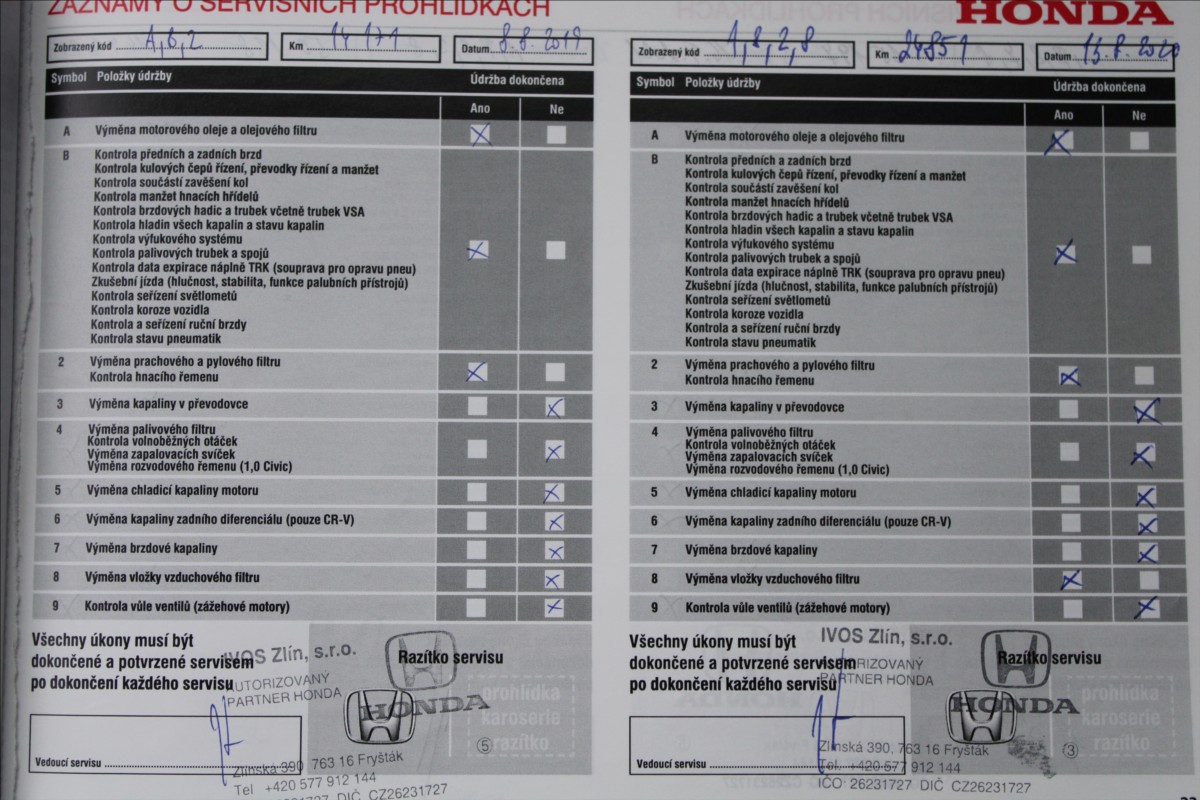 ZÁZNAMY O SERVISNÍCH PROHLÍDKÁCH
HONDA
Zobrazený kód A,B,2 Km 14 171 Datum 8.8.2019
Symbol Položky údržby Údržba dokončena
Ano Ne
A Výměna motorového oleje a olejového filtru
B Kontrola předních a zadních brzd
Kontrola kulových čepů řízení, převodky řízení a manžet
Kontrola součástí zavěšení kol
Kontrola manžet hnacích hřídelů
Kontrola brzdových hadic a trubek včetně trubek VSA
Kontrola hladin všech kapalin a stavu kapalin
Kontrola výfukového systému
Kontrola palivových trubek a spojů
Kontrola data expirace náplně TRK (souprava pro opravu pneu)
Zkušební jízda (hlučnost, stabilita, funkce palubních přístrojů)
Kontrola seřízení světlometů
Kontrola koroze vozidla
Kontrola a seřízení ruční brzdy
Kontrola stavu pneumatik
2 Výměna prachového a pylového filtru
Kontrola hnacího řemenu
3 Výměna kapaliny v převodovce
4 Výměna palivového filtru
Kontrola volnoběžných otáček
Výměna zapalovacích svíček
Výměna rozvodového řemenu (1,0 Civic)
5 Výměna chladicí kapaliny motoru
6 Výměna kapaliny zadního diferenciálu (pouze CR-V)
7 Výměna brzdové kapaliny
8 Výměna vložky vzduchového filtru
9 Kontrola vůle ventilů (zážehové motory)
Všechny úkony musí být
dokončené a potvrzené servisem
po dokončení každého servisu
IVOS Zlín, s.r.o.
AUTORIZOVANÝ
PARTNER HONDA
Razítko servisu
HONDA
prohlídka
karoserie
razítko
⑤
Vedoucí servisu
Zlínská 390, 763 16 Fryšták
Tel +420 577 912 144
DIČ CZ26231727
Zobrazený kód Km 24851 Datum
Symbol Položky údržby Údržba dokončena
Ano Ne
A Výměna motorového oleje a olejového filtru
B Kontrola předních a zadních brzd
Kontrola kulových čepů řízení, převodky řízení a manžet
Kontrola součástí zavěšení kol
Kontrola manžet hnacích hřídelů
Kontrola brzdových hadic a trubek včetně trubek VSA
Kontrola hladin všech kapalin a stavu kapalin
Kontrola výfukového systému
Kontrola palivových trubek a spojů
Kontrola data expirace náplně TRK (souprava pro opravu pneu)
Zkušební jízda (hlučnost, stabilita, funkce palubních přístrojů)
Kontrola seřízení světlometů
Kontrola koroze vozidla
Kontrola a seřízení ruční brzdy
Kontrola stavu pneumatik
2 Výměna prachového a pylového filtru
Kontrola hnacího řemenu
3 Výměna kapaliny v převodovce
4 Výměna palivového filtru
Kontrola volnoběžných otáček
Výměna zapalovacích svíček
Výměna rozvodového řemenu (1,0 Civic)
5 Výměna chladicí kapaliny motoru
6 Výměna kapaliny zadního diferenciálu (pouze CR-V)
7 Výměna brzdové kapaliny
8 Výměna vložky vzduchového filtru
9 Kontrola vůle ventilů (zážehové motory)
Všechny úkony musí být
dokončené a potvrzené servisem
po dokončení každého servisu
IVOS Zlín, s.r.o.
AUTORIZOVANÝ
PARTNER HONDA
Razítko servisu
HONDA
prohlídka
karoserie
razítko
③
Vedoucí servisu
Zlínská 390, 763 16 Fryšták
Tel. +420 577 912 144
IČO 26231727 DIČ CZ26231727